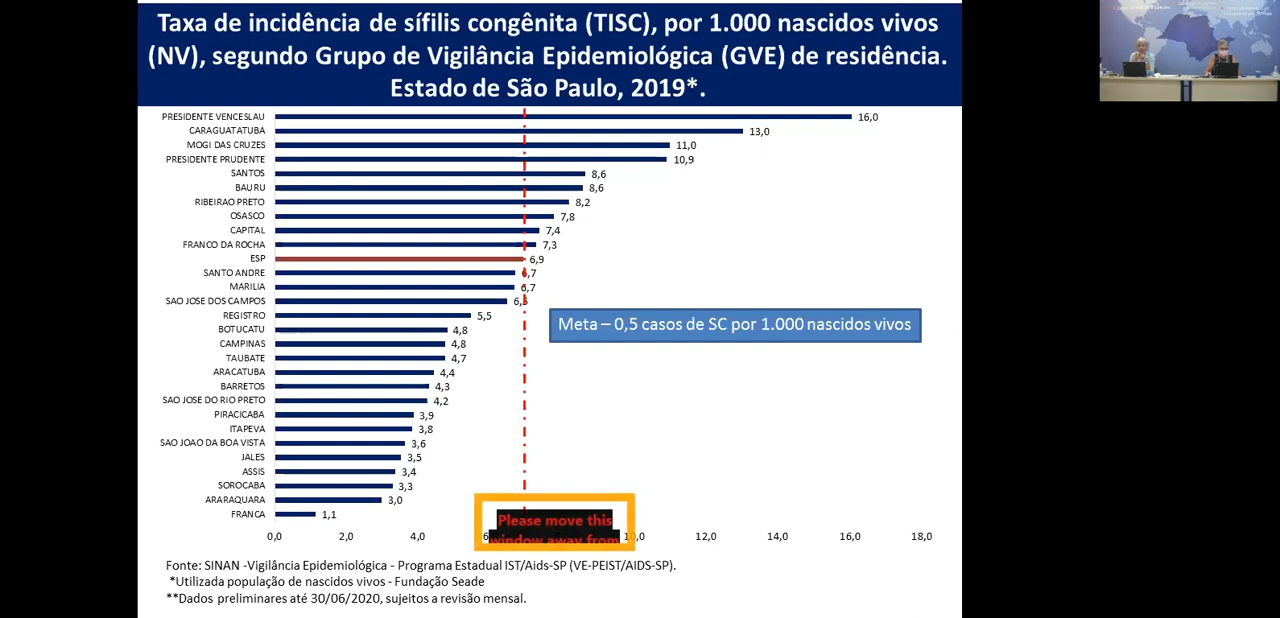 Taxa de incidência de sífilis congênita (TISC), por 1.000 nascidos vivos
(NV), segundo Grupo de Vigilância Epidemiológica (GVE) de residência.
Estado de São Paulo, 2019*.
PRESIDENTE VENCESLAU 16,0
CARAGUATATUBA 13,0
MOGI DAS CRUZES 11,0
PRESIDENTE PRUDENTE 10,9
SANTOS 8,6
BAURU 8,6
RIBEIRAO PRETO 8,2
OSASCO 7,8
CAPITAL 7,4
FRANCO DA ROCHA 7,3
ESP 6,9
SANTO ANDRE 6,7
MARILIA 6,7
SAO JOSE DOS CAMPOS
REGISTRO 5,5
Meta – 0,5 casos de SC por 1.000 nascidos vivos
BOTUCATU 4,8
CAMPINAS 4,8
TAUBATE 4,7
ARACATUBA 4,4
BARRETOS 4,3
SAO JOSE DO RIO PRETO 4,2
PIRACICABA 3,9
ITAPEVA 3,8
SAO JOAO DA BOA VISTA 3,6
JALES 3,5
ASSIS 3,4
SOROCABA 3,3
ARARAQUARA 3,0
FRANCA 1,1
Please move this
window away from
0,0 2,0 4,0 10,0 12,0 14,0 16,0 18,0
Fonte: SINAN -Vigilância Epidemiológica - Programa Estadual IST/Aids-SP (VE-PEIST/AIDS-SP).
*Utilizada população de nascidos vivos - Fundação Seade
**Dados preliminares até 30/06/2020, sujeitos a revisão mensal.